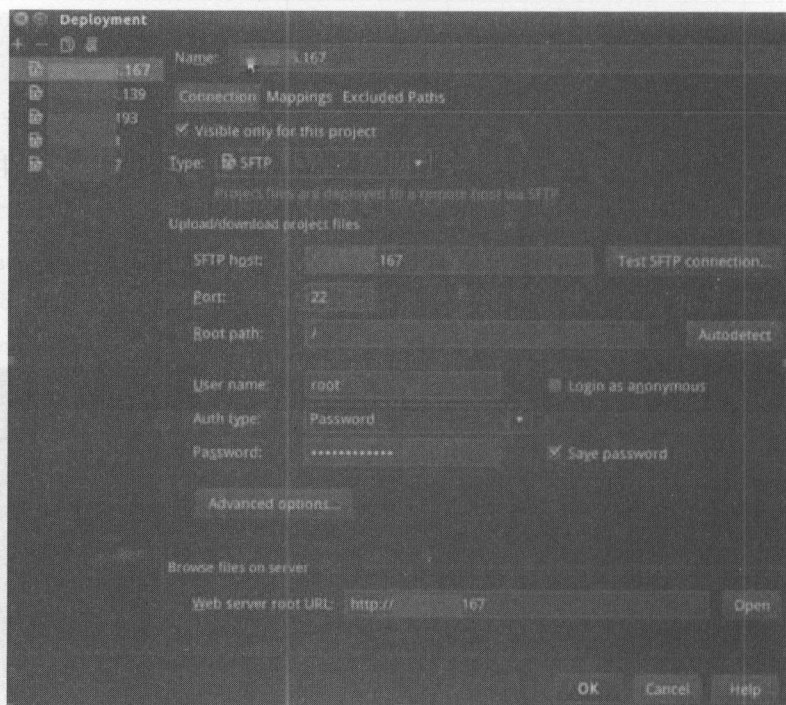 Deployment
.167
.139
193
7
Name: .167
Connection Mappings Excluded Paths
Visible only for this project
Type: SFTP
Project files are deployed to a remote host via SFTP
Upload/download project files
SFTP host: .167 Test SFTP connection...
Port: 22
Root path: / Autodetect
User name: root Login as anonymous
Auth type: Password
Password: •••••••••••• Save password
Advanced options...
Browse files on server
Web server root URL: http:// 167 Open
OK Cancel Help